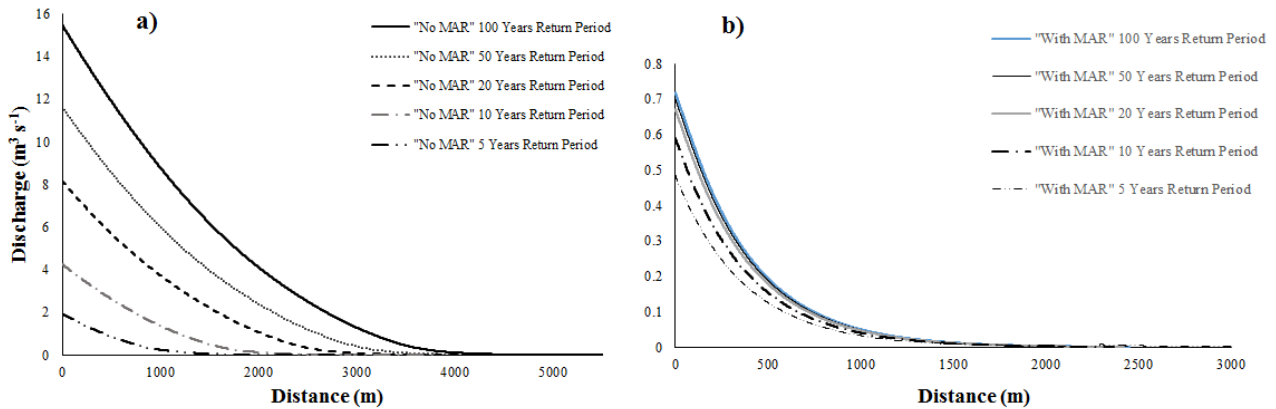 a)
16
14
12
10
8
6
4
2
0
Discharge (m³ s⁻¹)
"No MAR" 100 Years Return Period
"No MAR" 50 Years Return Period
"No MAR" 20 Years Return Period
"No MAR" 10 Years Return Period
"No MAR" 5 Years Return Period
0 1000 2000 3000 4000 5000
Distance (m)
b)
0.8
0.7
0.6
0.5
0.4
0.3
0.2
0.1
0
"With MAR" 100 Years Return Period
"With MAR" 50 Years Return Period
"With MAR" 20 Years Return Period
"With MAR" 10 Years Return Period
"With MAR" 5 Years Return Period
0 500 1000 1500 2000 2500 3000
Distance (m)